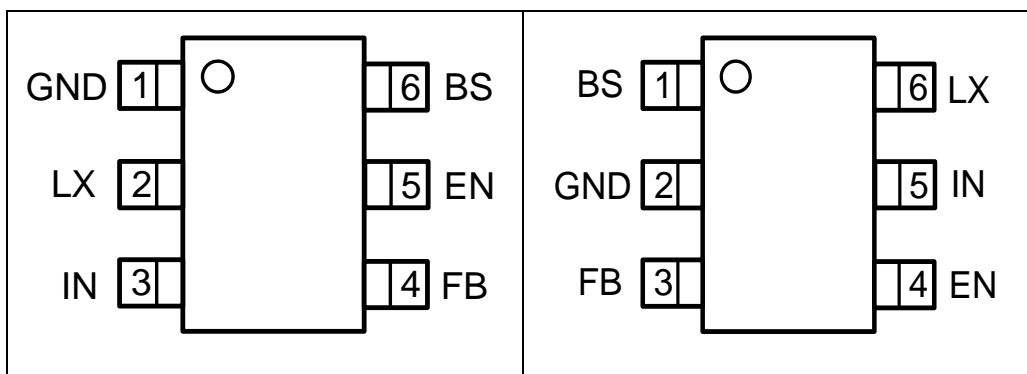 GND 1 6 BS
LX 2 5 EN
IN 3 4 FB
BS 1 6 LX
GND 2 5 IN
FB 3 4 EN